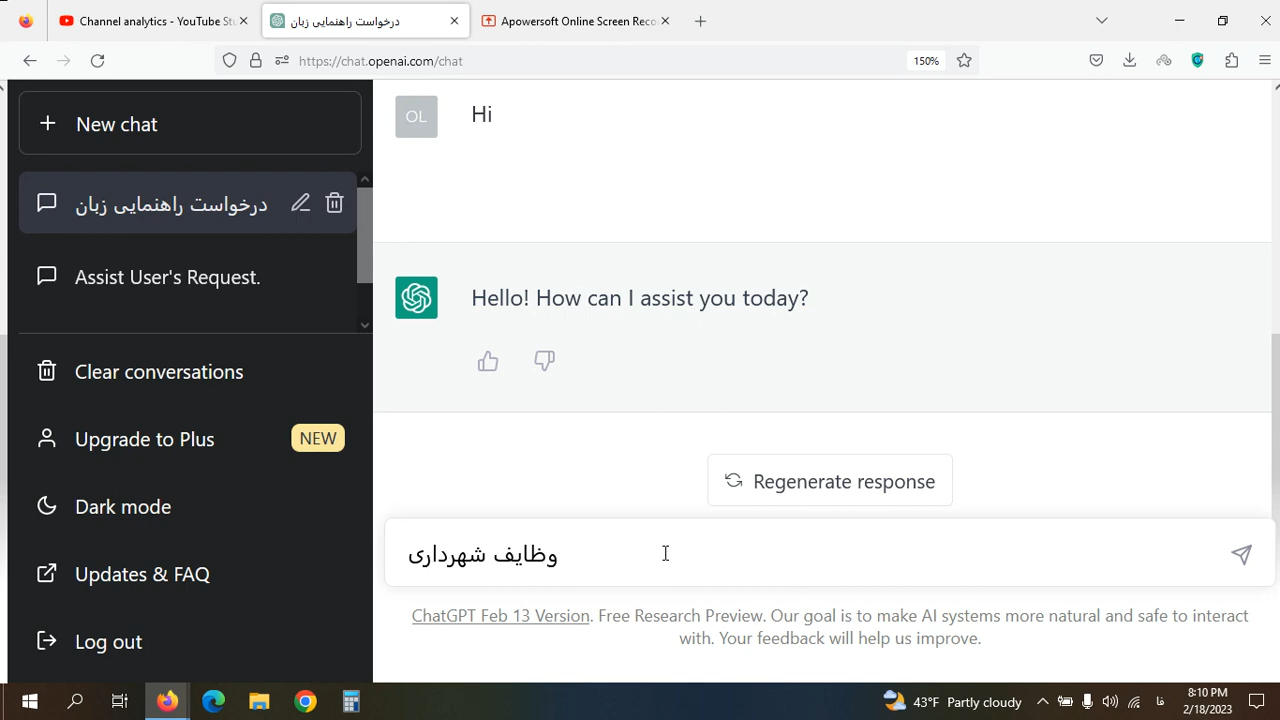 Channel analytics - YouTube Stu
درخواست راهنمایی زبان
Apowersoft Online Screen Reco
https://chat.openai.com/chat
150%
New chat
درخواست راهنمایی زبان
Assist User's Request.
Clear conversations
Upgrade to Plus
NEW
Dark mode
Updates & FAQ
Log out
OL
Hi
Hello! How can I assist you today?
Regenerate response
وظایف شهرداری
ChatGPT Feb 13 Version. Free Research Preview. Our goal is to make AI systems more natural and safe to interact
with. Your feedback will help us improve.
43°F Partly cloudy
فا
8:10 PM
2/18/2023